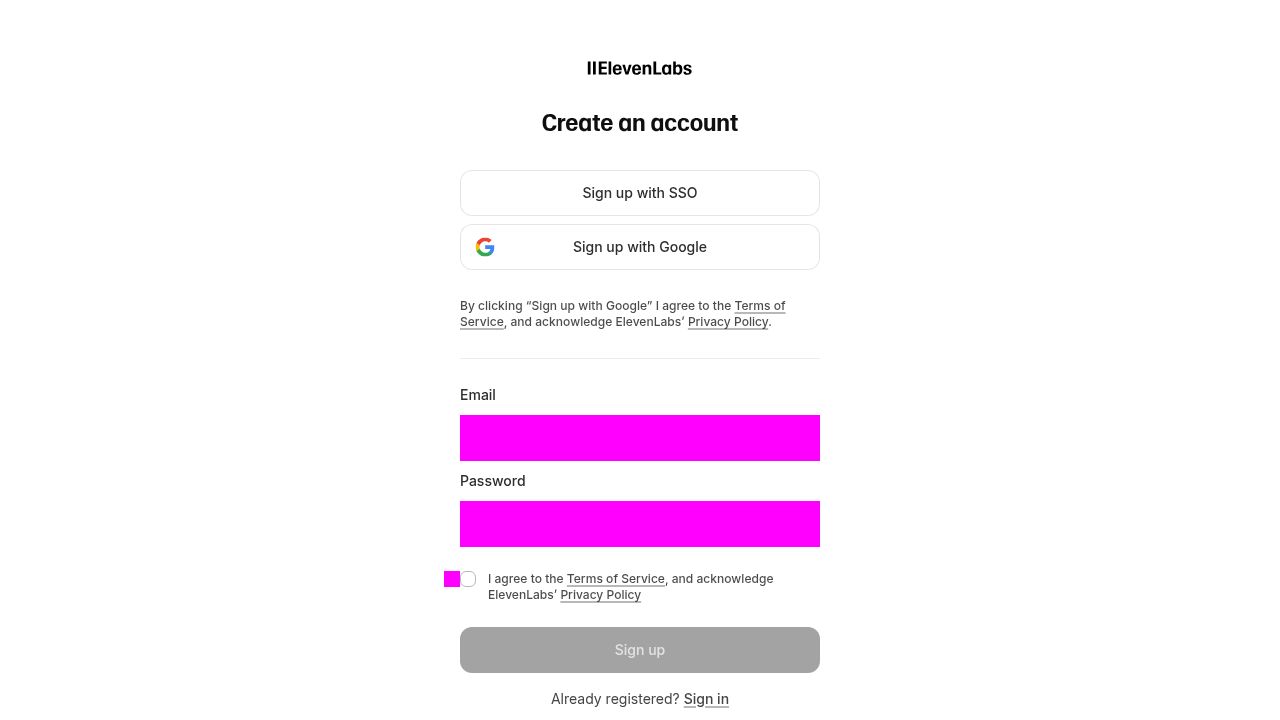 IIElevenLabs
Create an account
Sign up with SSO
Sign up with Google
By clicking “Sign up with Google” I agree to the Terms of
Service, and acknowledge ElevenLabs’ Privacy Policy.
Email
Password
I agree to the Terms of Service, and acknowledge
ElevenLabs’ Privacy Policy
Sign up
Already registered? Sign in